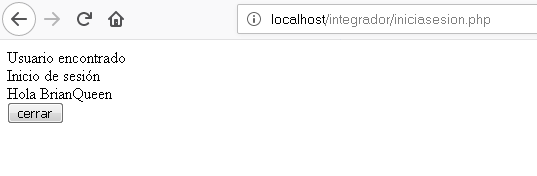 localhost/integrador/iniciasesion.php
Usuario encontrado
Inicio de sesión
Hola BrianQueen
cerrar